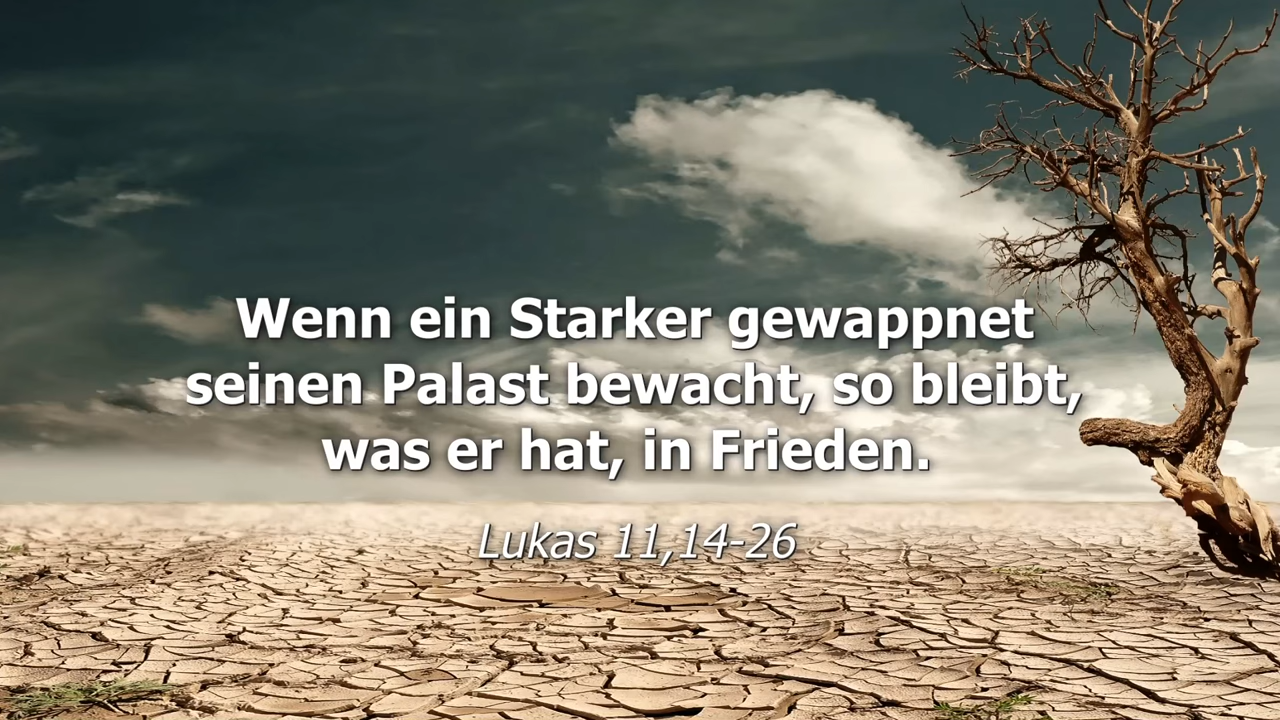 Wenn ein Starker gewappnet
seinen Palast bewacht, so bleibt,
was er hat, in Frieden.
Lukas 11,14-26